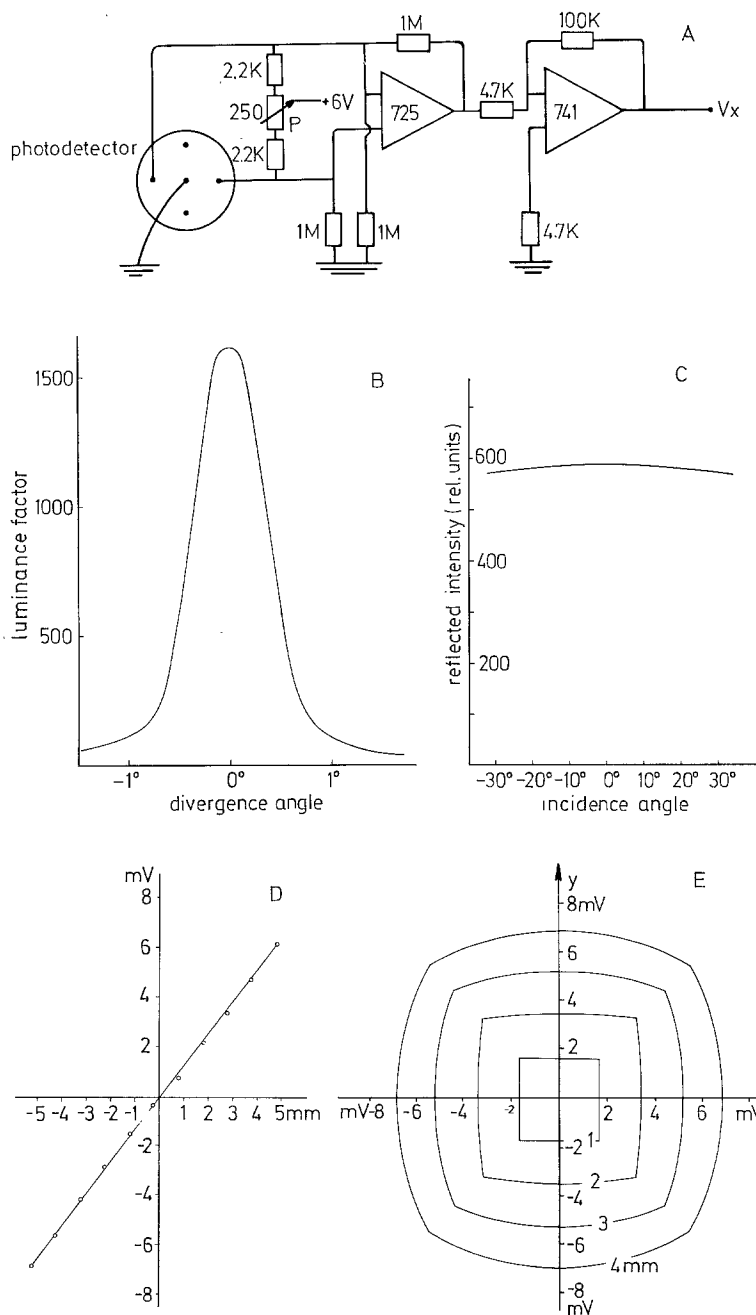 1M
100K
A
2.2K
250
P
+6V
725
4.7K
741
Vx
photodetector
2.2K
1M
1M
4.7K
B
1500
1000
500
luminance factor
-1° 0° 1°
divergence angle
C
600
400
200
reflected intensity (rel. units)
-30° -20° -10° 0° 10° 20° 30°
incidence angle
mV
D
8
6
4
2
-5 -4 -3 -2 -1 1 2 3 4 5mm
-2
-4
-6
-8
y
E
8mV
6
4
2
mV -8 -6 -4 -2 2 4 6 mV
-2
1
-4
2
-6
3
4mm
-8
mV